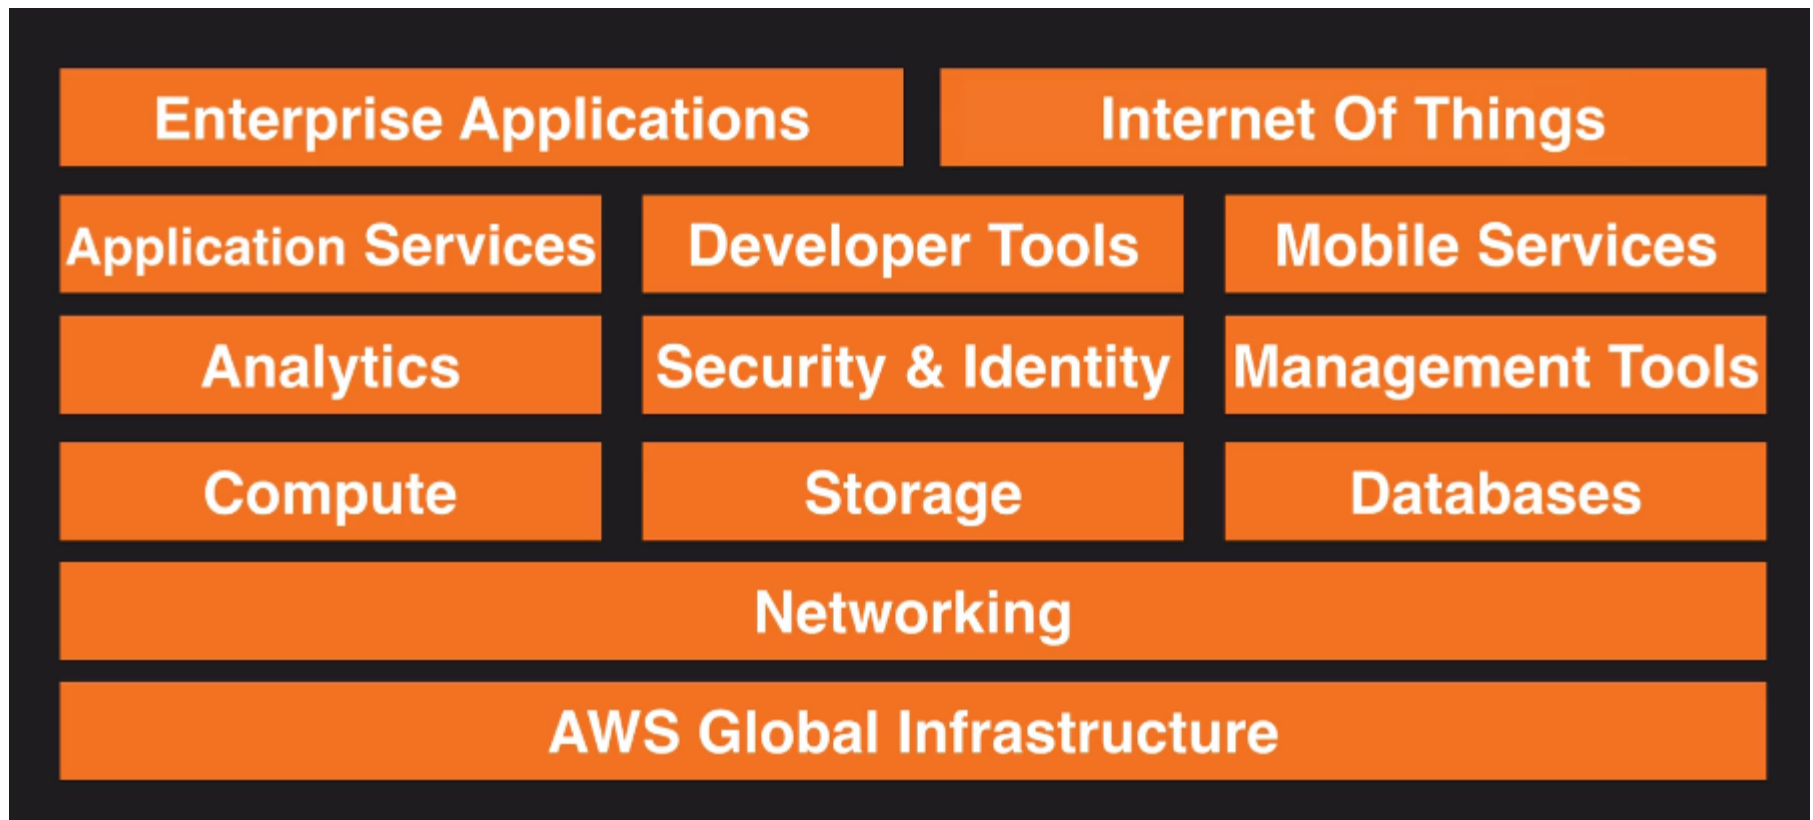 Enterprise Applications
Internet Of Things
Application Services
Developer Tools
Mobile Services
Analytics
Security & Identity
Management Tools
Compute
Storage
Databases
Networking
AWS Global Infrastructure